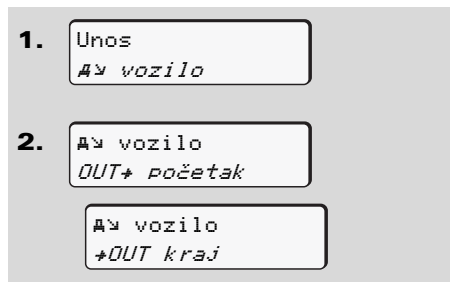 1.
Unos
vozilo
2.
vozilo
OUT→ početak
vozilo
→OUT kraj